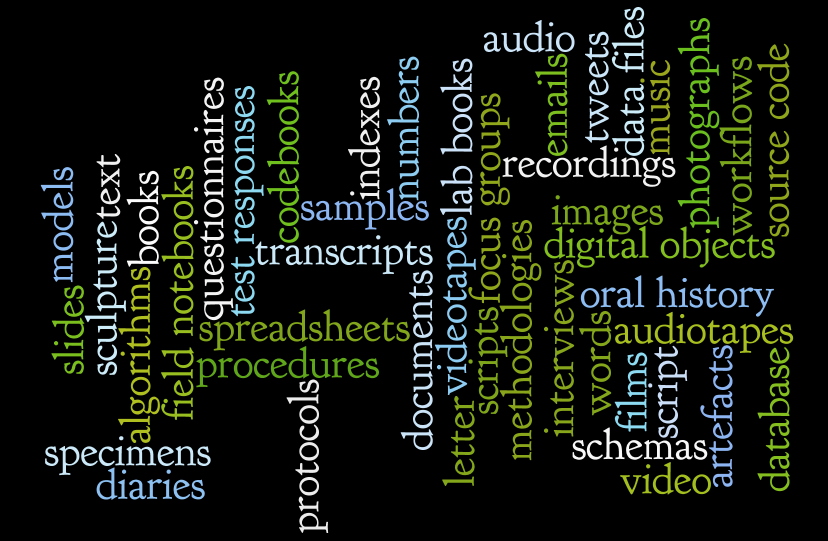 audio
emails
tweets
data files
music
photographs
workflows
source code
models
sculpture
text
books
field notebooks
questionnaires
test responses
codebooks
indexes
numbers
lab books
focus groups
recordings
samples
images
transcripts
digital objects
slides
algorithms
spreadsheets
procedures
documents
videotapes
scripts
methodologies
interviews
oral history
words
audiotapes
films
script
artefacts
database
specimens
diaries
protocols
letter
schemas
video